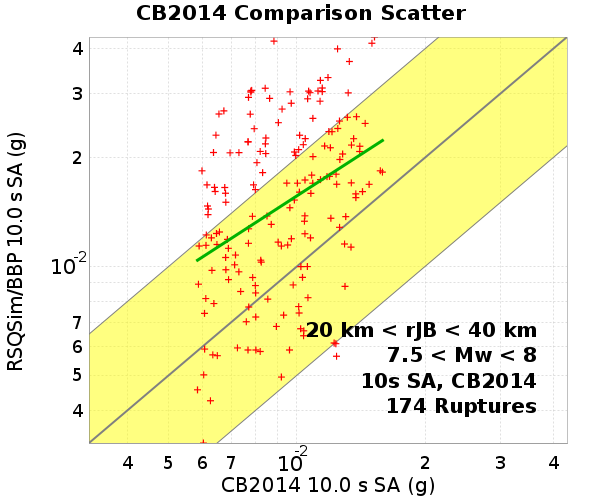 CB2014 Comparison Scatter
RSQSim/BBP 10.0 s SA (g)
4
3
2
10-2
7
6
5
4
20 km < rJB < 40 km
7.5 < Mw < 8
10s SA, CB2014
174 Ruptures
4 5 6 7 10-2 2 3 4
CB2014 10.0 s SA (g)